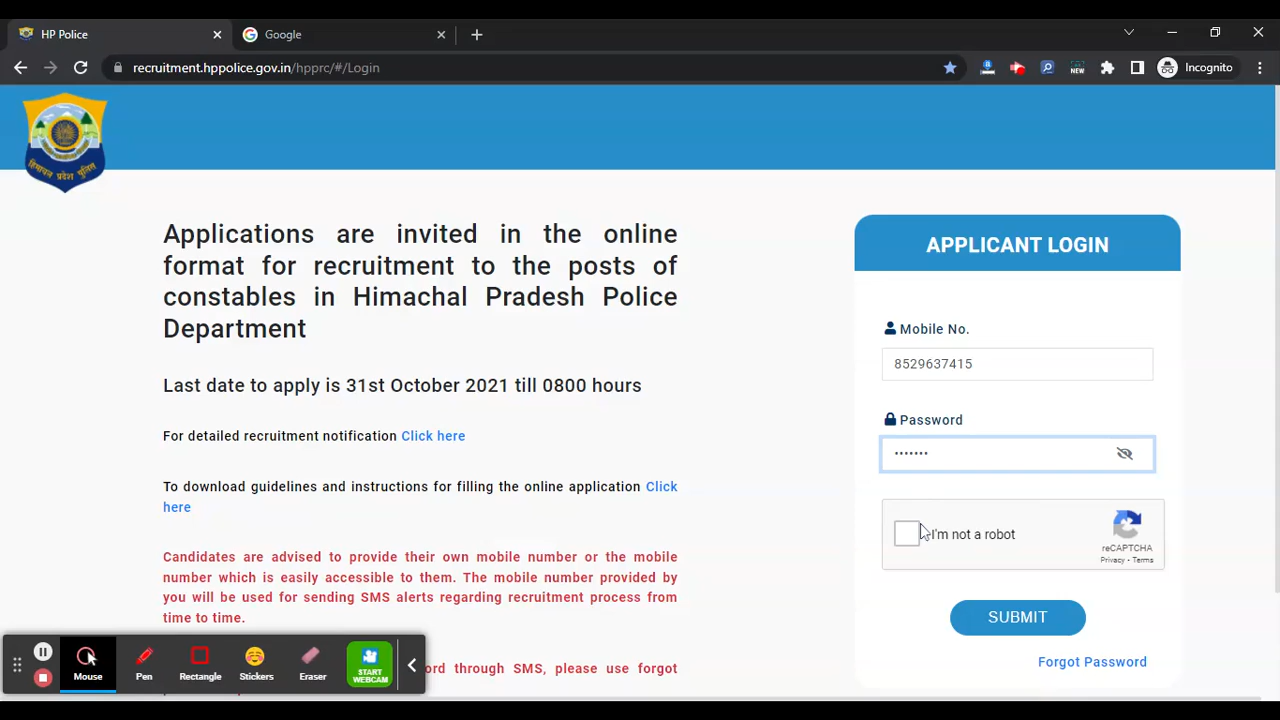 HP Police
Google
recruitment.hppolice.gov.in/hpprc/#/Login
NEW
Incognito
हिमाचल प्रदेश पुलिस
Applications are invited in the online
format for recruitment to the posts of
constables in Himachal Pradesh Police
Department
Last date to apply is 31st October 2021 till 0800 hours
For detailed recruitment notification Click here
To download guidelines and instructions for filling the online application Click
here
Candidates are advised to provide their own mobile number or the mobile
number which is easily accessible to them. The mobile number provided by
you will be used for sending SMS alerts regarding recruitment process from
time to time.
through SMS, please use forgot
APPLICANT LOGIN
Mobile No.
8529637415
Password
•••••••
I'm not a robot
reCAPTCHA
Privacy • Terms
SUBMIT
Forgot Password
Mouse
Pen
Rectangle
Stickers
Eraser
START
WEBCAM